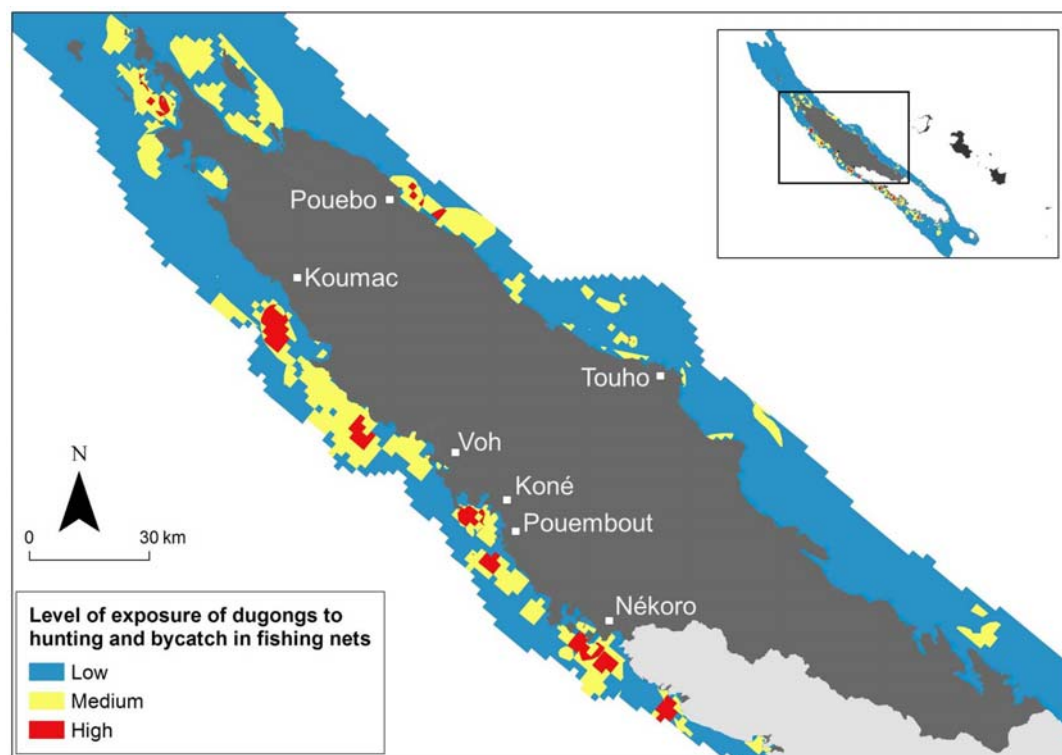 Pouebo
Koumac
Touho
Voh
Koné
Pouembout
Nékoro
N
0 30 km
Level of exposure of dugongs to
hunting and bycatch in fishing nets
Low
Medium
High